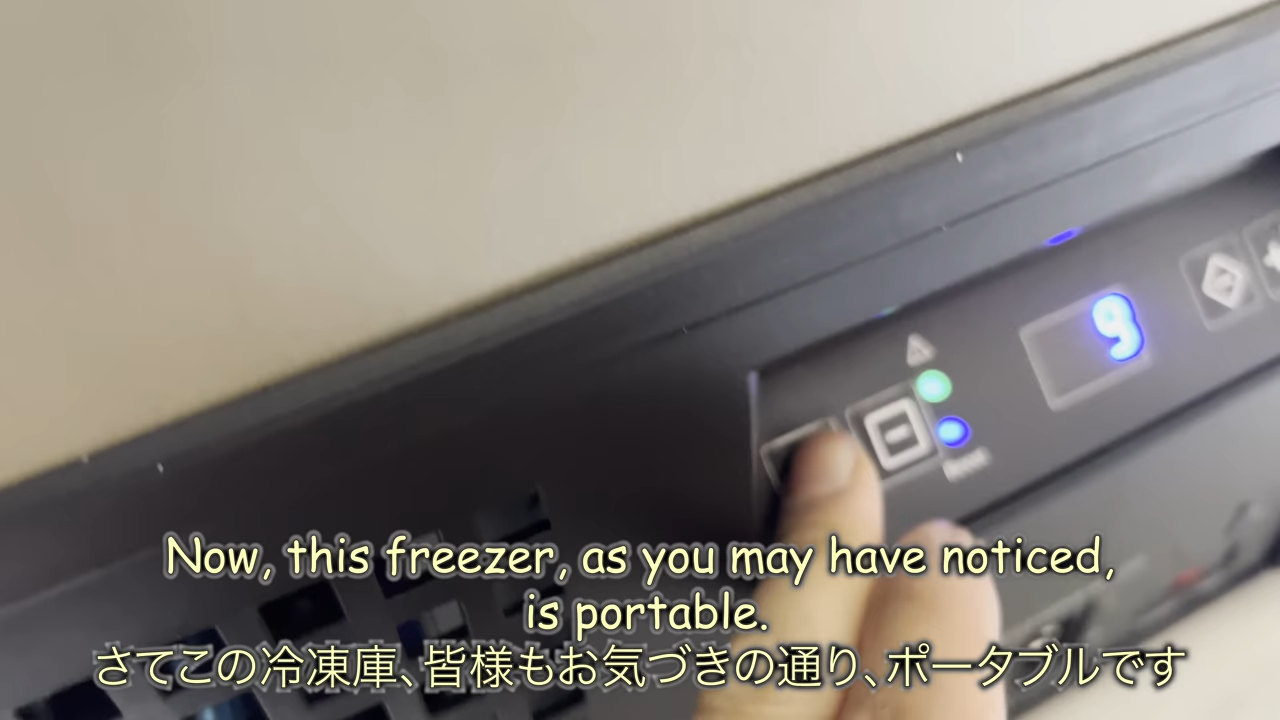 9
Now, this freezer, as you may have noticed,
is portable.
さてこの冷凍庫、皆様もお気づきの通り、ポータブルです